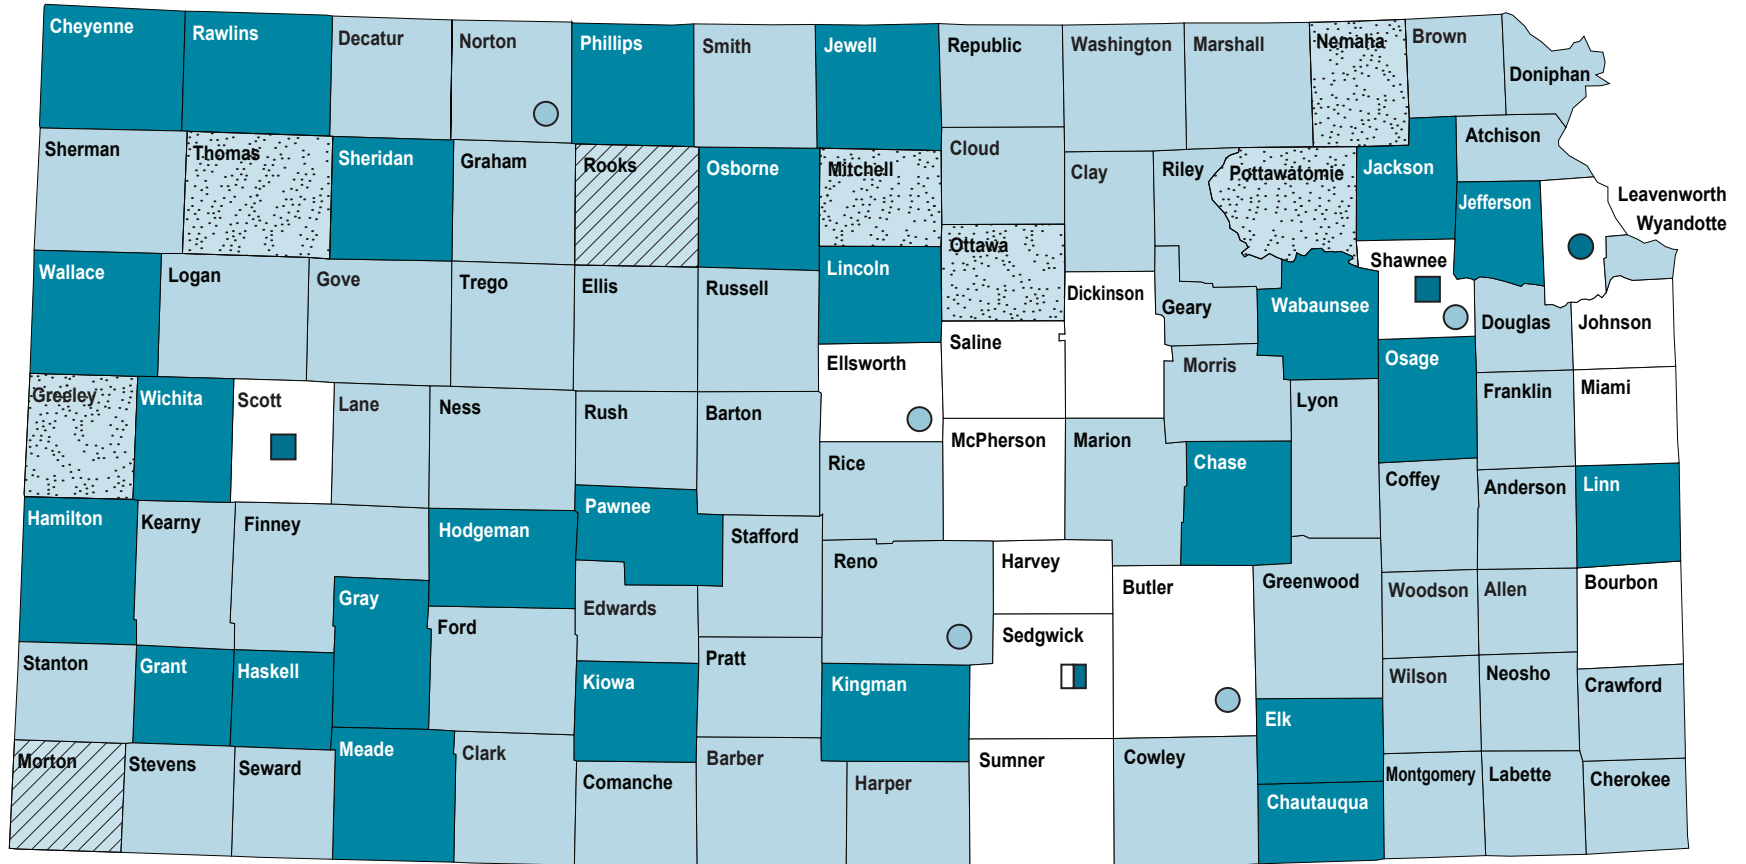 Cheyenne
Rawlins
Decatur
Norton
Phillips
Smith
Jewell
Republic
Washington
Marshall
Nemaha
Brown
Doniphan
Sherman
Thomas
Sheridan
Graham
Rooks
Osborne
Mitchell
Cloud
Clay
Riley
Pottawatomie
Jackson
Atchison
Jefferson
Leavenworth
Wyandotte
Wallace
Logan
Gove
Trego
Ellis
Russell
Lincoln
Ottawa
Dickinson
Geary
Wabaunsee
Shawnee
Douglas
Johnson
Greeley
Wichita
Scott
Lane
Ness
Rush
Barton
Ellsworth
Saline
McPherson
Marion
Morris
Lyon
Osage
Franklin
Miami
Hamilton
Kearny
Finney
Hodgeman
Pawnee
Stafford
Rice
Chase
Coffey
Anderson
Linn
Gray
Ford
Edwards
Reno
Harvey
Butler
Greenwood
Woodson
Allen
Bourbon
Stanton
Grant
Haskell
Kiowa
Pratt
Kingman
Sedgwick
Elk
Wilson
Neosho
Crawford
Morton
Stevens
Seward
Meade
Clark
Comanche
Barber
Harper
Sumner
Cowley
Chautauqua
Montgomery
Labette
Cherokee